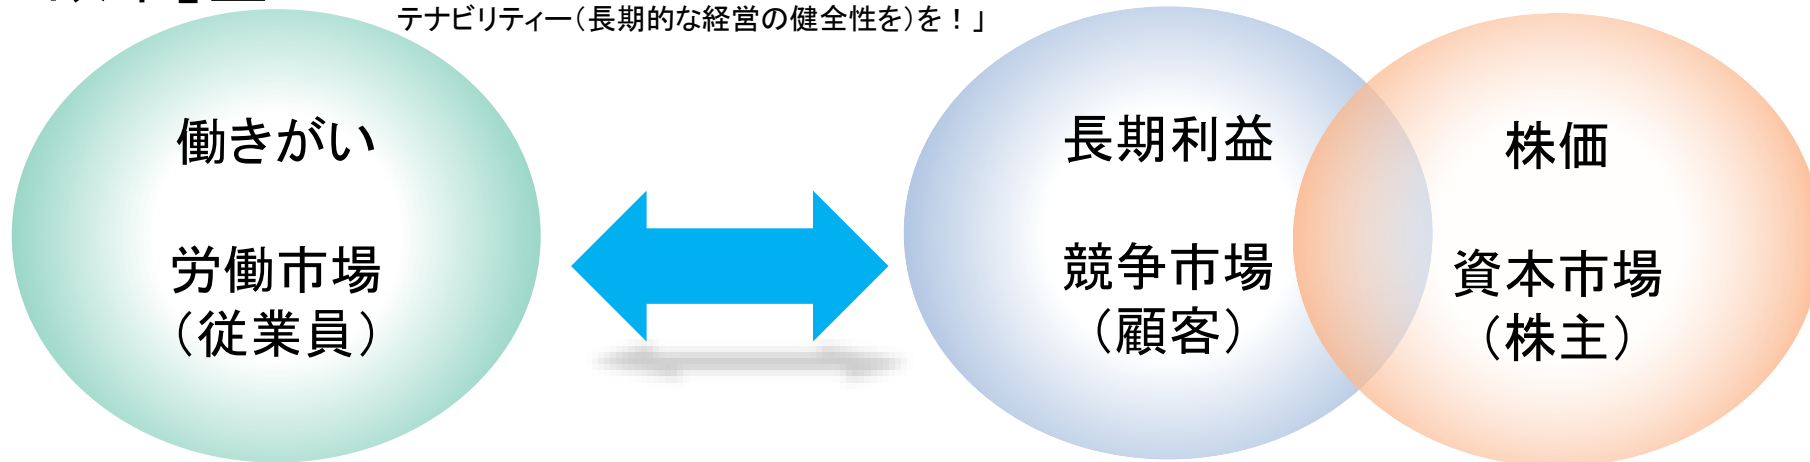 テナビリティー（長期的な経営の健全性を）を！」
働きがい
労働市場
（従業員）
長期利益
競争市場
（顧客）
株価
資本市場
（株主）